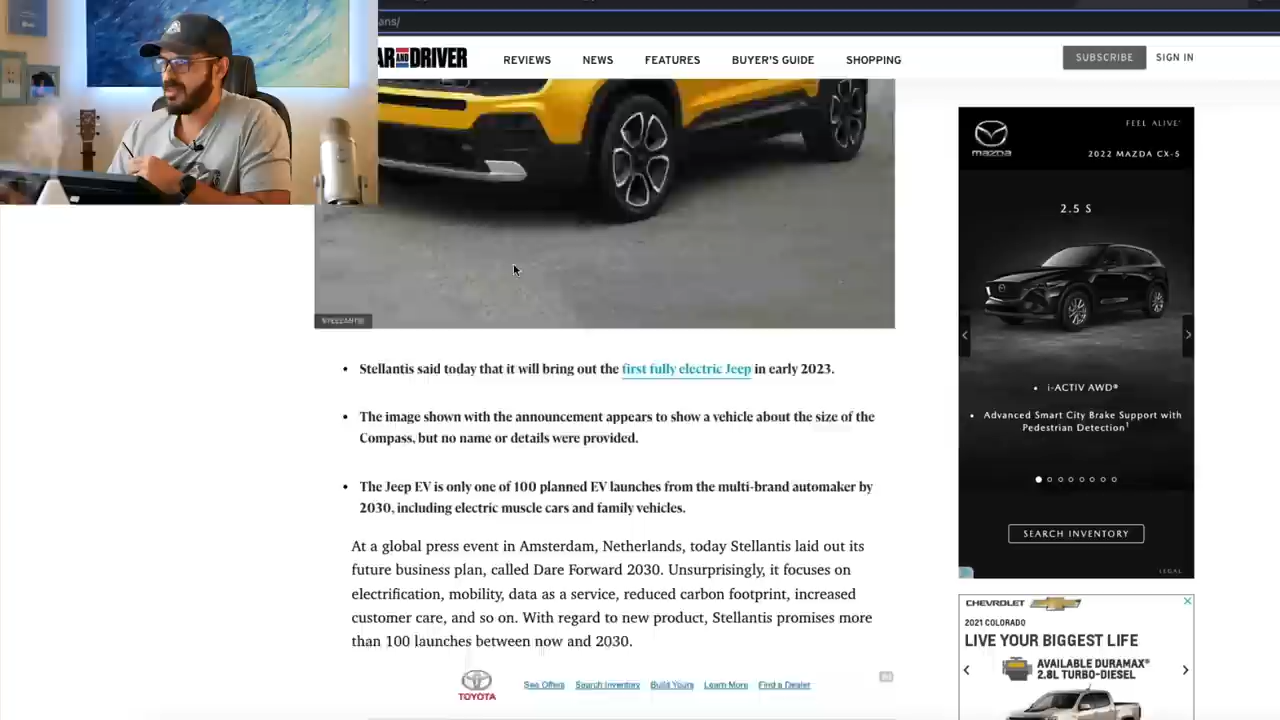 ans/
AR AND DRIVER
REVIEWS
NEWS
FEATURES
BUYER'S GUIDE
SHOPPING
SUBSCRIBE
SIGN IN
FEEL ALIVE
mazda
2022 MAZDA CX-5
2.5 S
STELLANTIS
• Stellantis said today that it will bring out the first fully electric Jeep in early 2023.
• The image shown with the announcement appears to show a vehicle about the size of the
Compass, but no name or details were provided.
• The Jeep EV is only one of 100 planned EV launches from the multi-brand automaker by
2030, including electric muscle cars and family vehicles.
At a global press event in Amsterdam, Netherlands, today Stellantis laid out its
future business plan, called Dare Forward 2030. Unsurprisingly, it focuses on
electrification, mobility, data as a service, reduced carbon footprint, increased
customer care, and so on. With regard to new product, Stellantis promises more
than 100 launches between now and 2030.
TOYOTA
See Offers
Search Inventory
Build Yours
Learn More
Find a Dealer
Ad
• i-ACTIV AWD®
• Advanced Smart City Brake Support with
Pedestrian Detection1
SEARCH INVENTORY
LEGAL
CHEVROLET
2021 COLORADO
LIVE YOUR BIGGEST LIFE
AVAILABLE DURAMAX®
2.8L TURBO-DIESEL